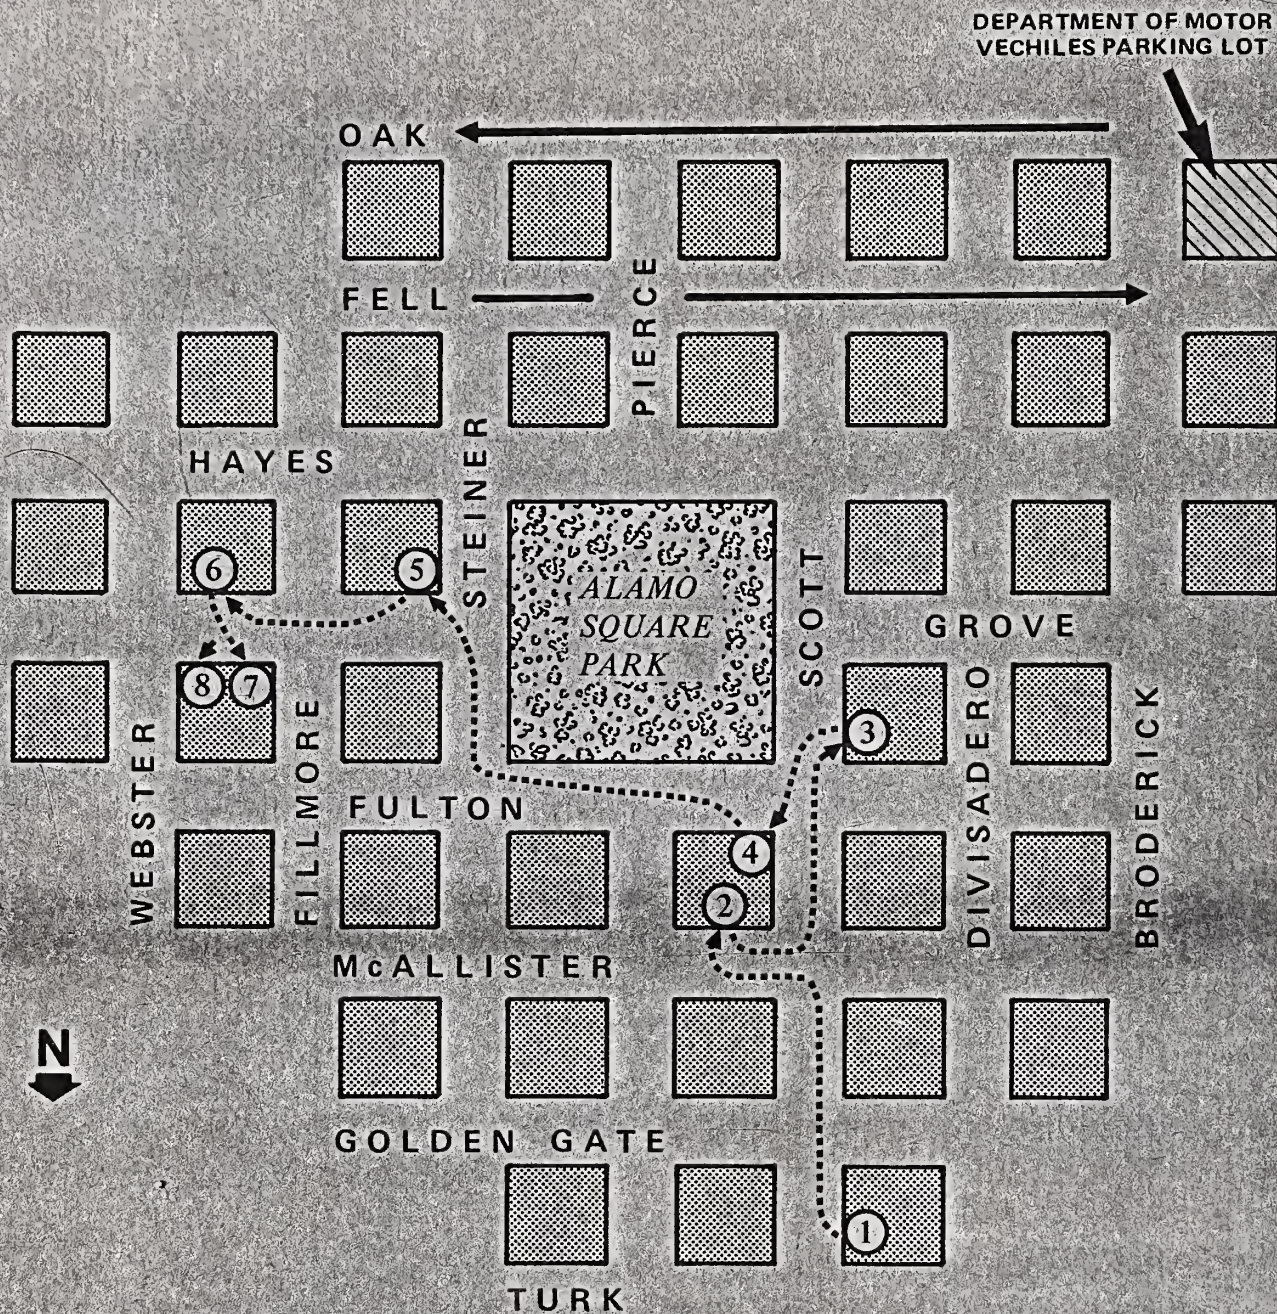 DEPARTMENT OF MOTOR
VECHILES PARKING LOT
OAK
FELL
PIERCE
HAYES
STEINER
ALAMO
SQUARE
PARK
SCOTT
GROVE
6
5
8
7
3
WEBSTER
FILLMORE
DIVISADERO
BRODERICK
FULTON
4
2
McALLISTER
N
GOLDEN GATE
1
TURK